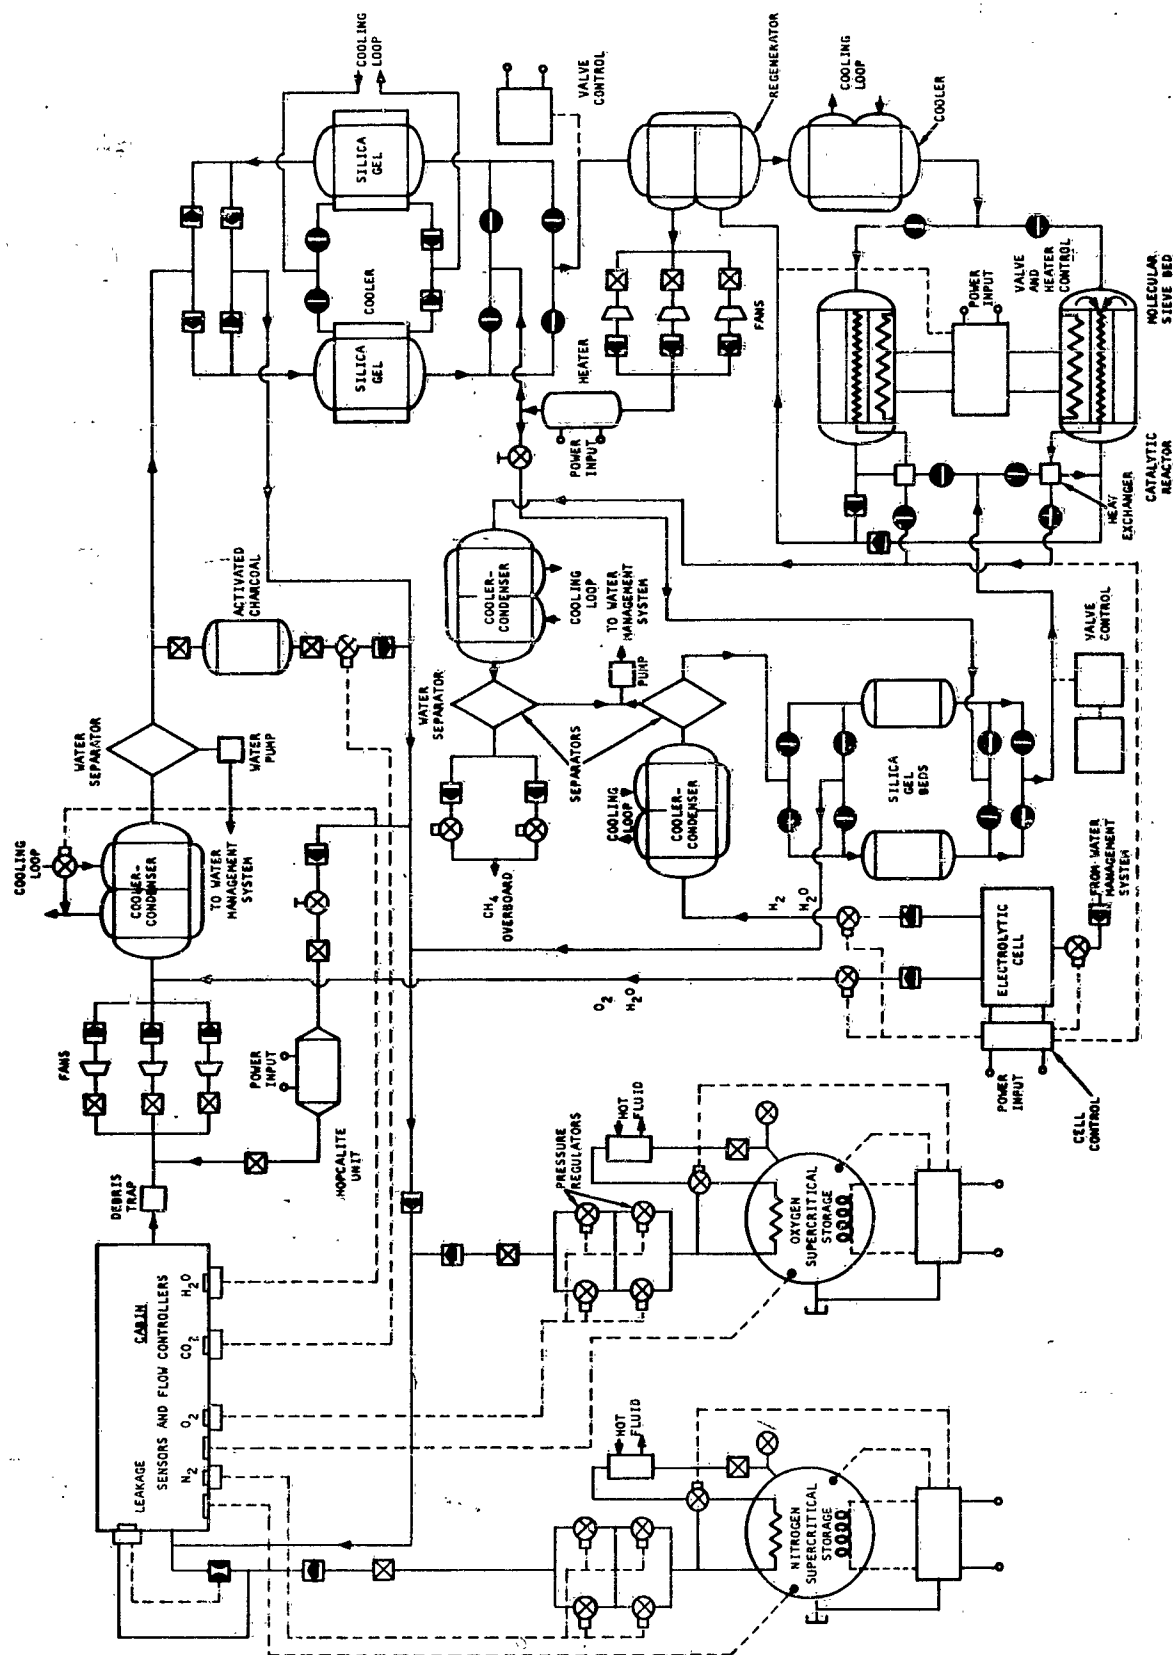 CABIN
SENSORS AND FLOW CONTROLLERS
LEAKAGE
N2
O2
CO2
H2O
DEBRIS
TRAP
FANS
HOPCALITE
UNIT
POWER
INPUT
COOLING
LOOP
COOLER-
CONDENSER
TO WATER
MANAGEMENT
SYSTEM
WATER
SEPARATOR
WATER
PUMP
ACTIVATED
CHARCOAL
SILICA
GEL
COOLER
SILICA
GEL
COOLING
LOOP
VALVE
CONTROL
HEATER
POWER
INPUT
FANS
REGENERATOR
COOLING
LOOP
COOLER
POWER
INPUT
VALVE
AND
HEATER
CONTROL
MOLECULAR
SIEVE BED
CATALYTIC
REACTOR
HEAT
EXCHANGER
COOLER-
CONDENSER
COOLING
LOOP
TO WATER
MANAGEMENT
SYSTEM
PUMP
WATER
SEPARATOR
SEPARATORS
CH4
OVERBOARD
COOLING
LOOP
COOLER-
CONDENSER
SILICA
GEL
BEDS
VALVE
CONTROL
H2
H2O
O2
H2O
ELECTROLYTIC
CELL
FROM WATER
MANAGEMENT
SYSTEM
POWER
INPUT
CELL
CONTROL
PRESSURE
REGULATORS
HOT
FLUID
OXYGEN
SUPERCRITICAL
STORAGE
HOT
FLUID
NITROGEN
SUPERCRITICAL
STORAGE